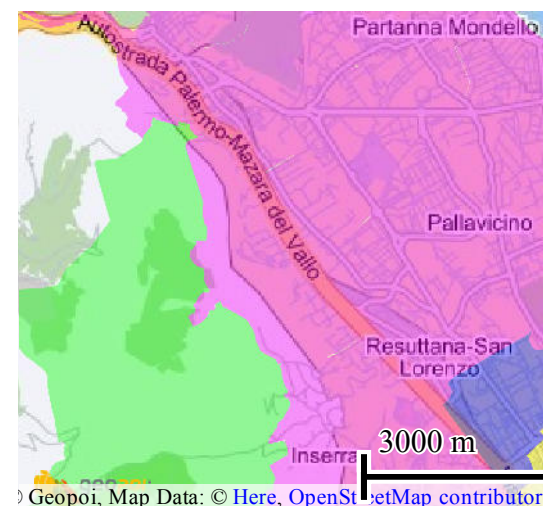 Partanna Mondello
Autostrada Palermo-Mazara del Vallo
Pallavicino
Resuttana-San
Lorenzo
Inserra
3000 m
Geopoi, Map Data: © Here, OpenStreetMap contributor